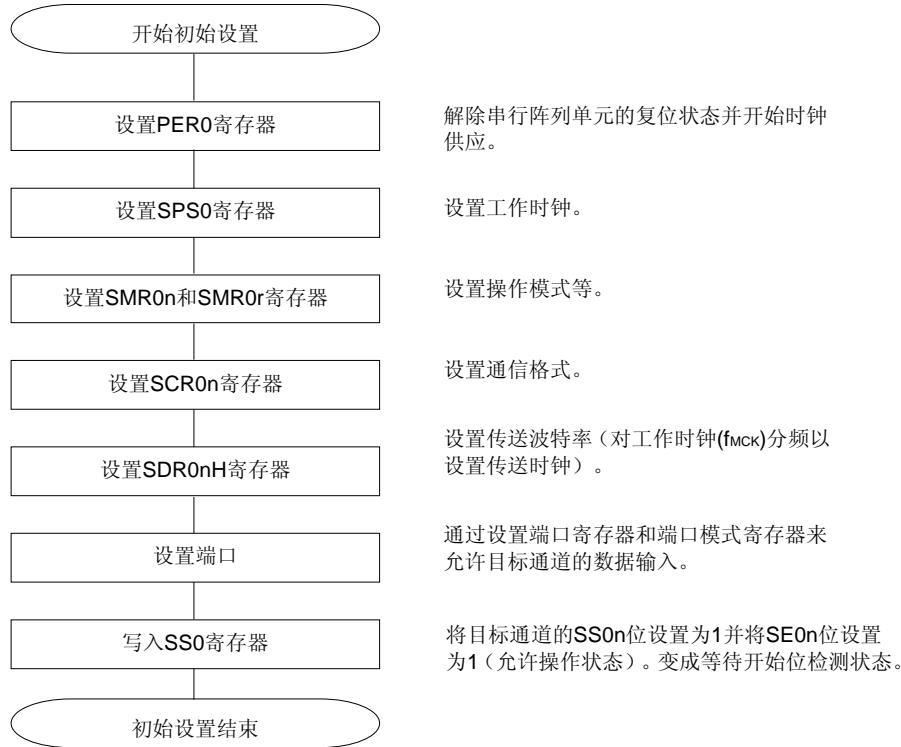 开始初始设置
设置PER0寄存器
解除串行阵列单元的复位状态并开始时钟
供应。
设置SPS0寄存器
设置工作时钟。
设置SMR0n和SMR0r寄存器
设置操作模式等。
设置SCR0n寄存器
设置通信格式。
设置SDR0nH寄存器
设置传送波特率（对工作时钟(fMCK)分频以
设置传送时钟）。
设置端口
通过设置端口寄存器和端口模式寄存器来
允许目标通道的数据输入。
写入SS0寄存器
将目标通道的SS0n位设置为1并将SE0n位设置
为1（允许操作状态）。变成等待开始位检测状态。
初始设置结束